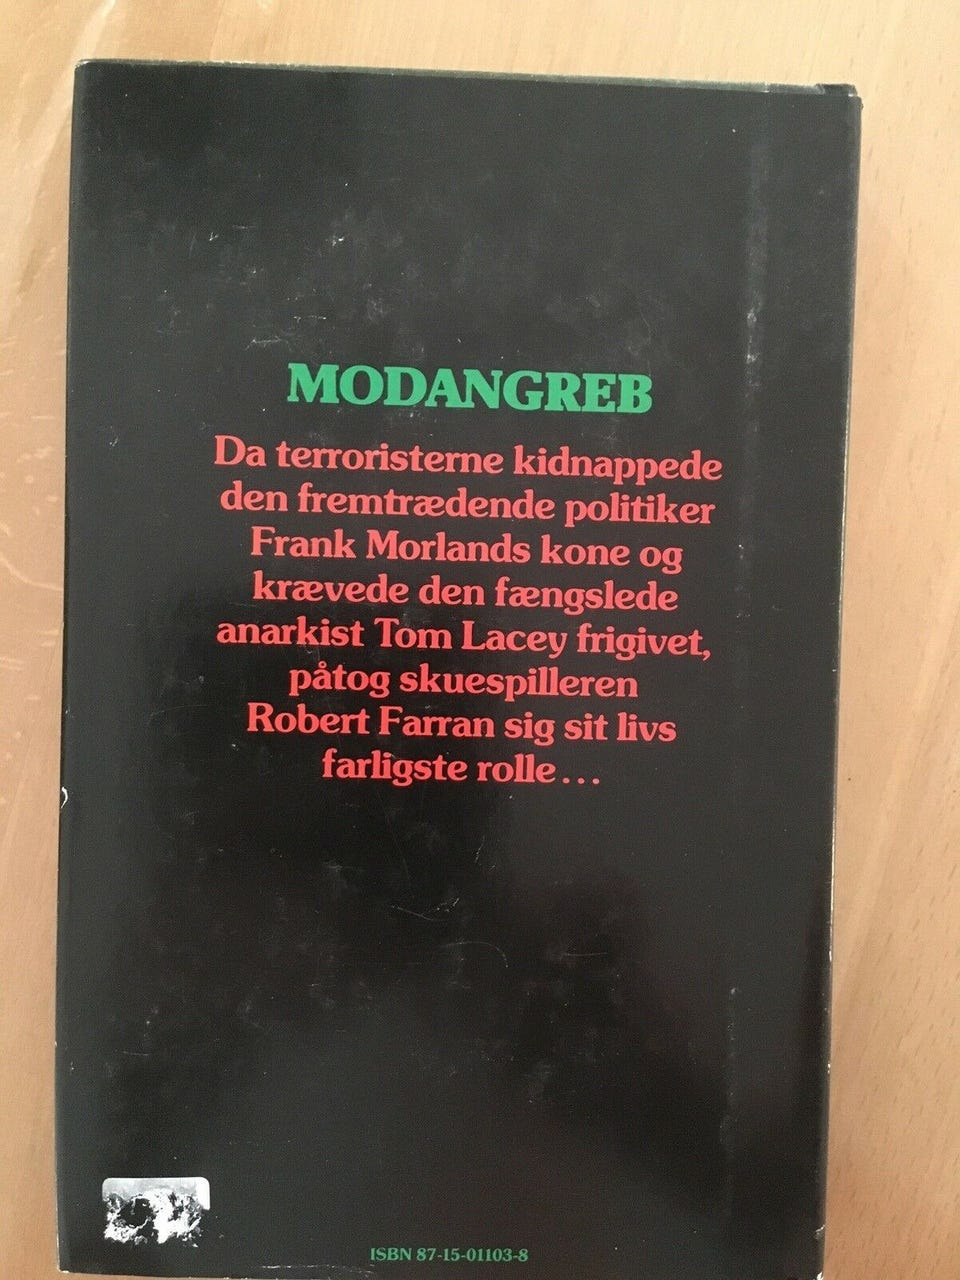 MODANGREB
Da terroristerne kidnappede
den fremtrædende politiker
Frank Morlands kone og
krævede den fængslede
anarkist Tom Lacey frigivet,
påtog skuespilleren
Robert Farran sig sit livs
farligste rolle...
ISBN 87-15-01103-8